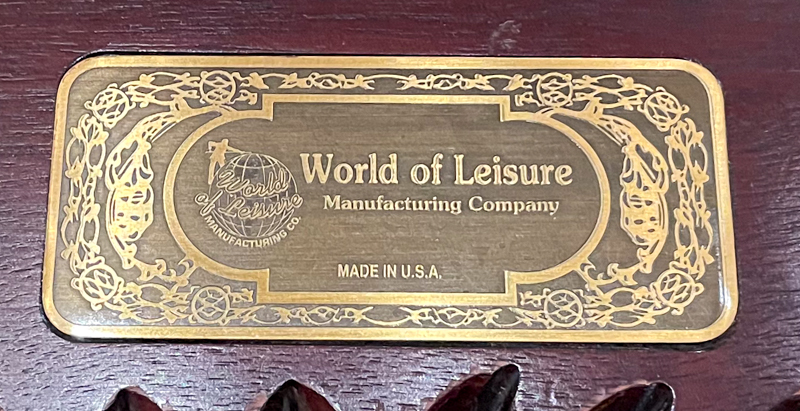 World
of Leisure
MANUFACTURING CO.
World of Leisure
Manufacturing Company
MADE IN U.S.A.